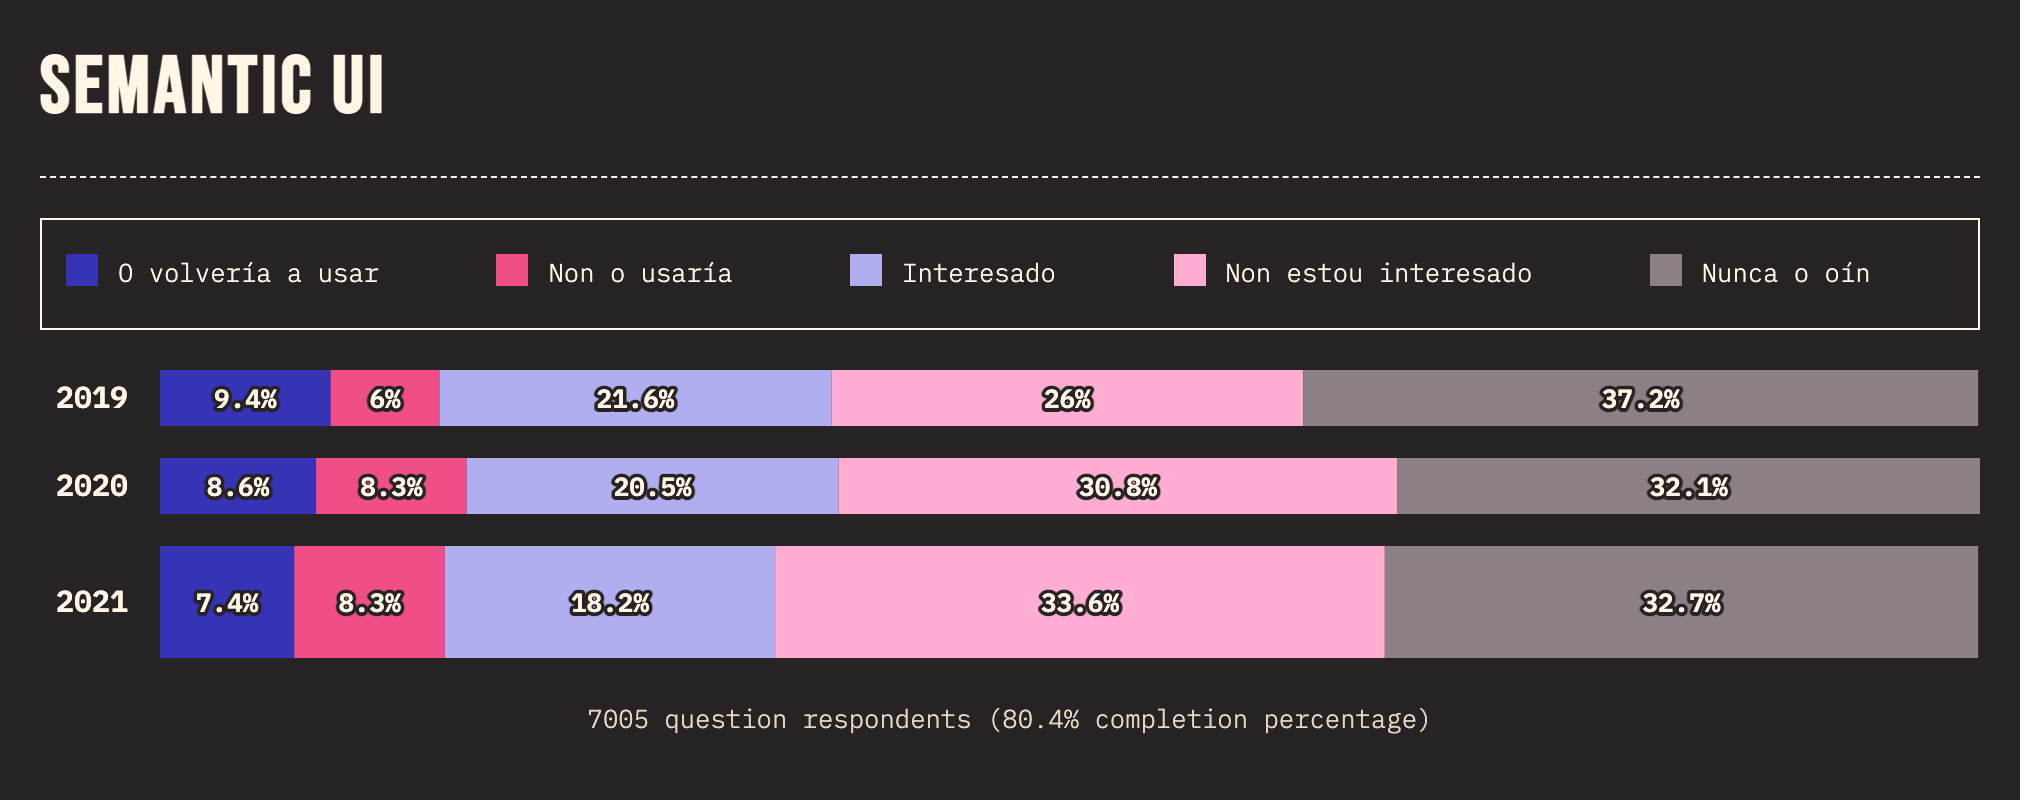 SEMANTIC UI
O volvería a usar Non o usaría Interesado Non estou interesado Nunca o oín
2019 9.4% 6% 21.6% 26% 37.2%
2020 8.6% 8.3% 20.5% 30.8% 32.1%
2021 7.4% 8.3% 18.2% 33.6% 32.7%
7005 question respondents (80.4% completion percentage)